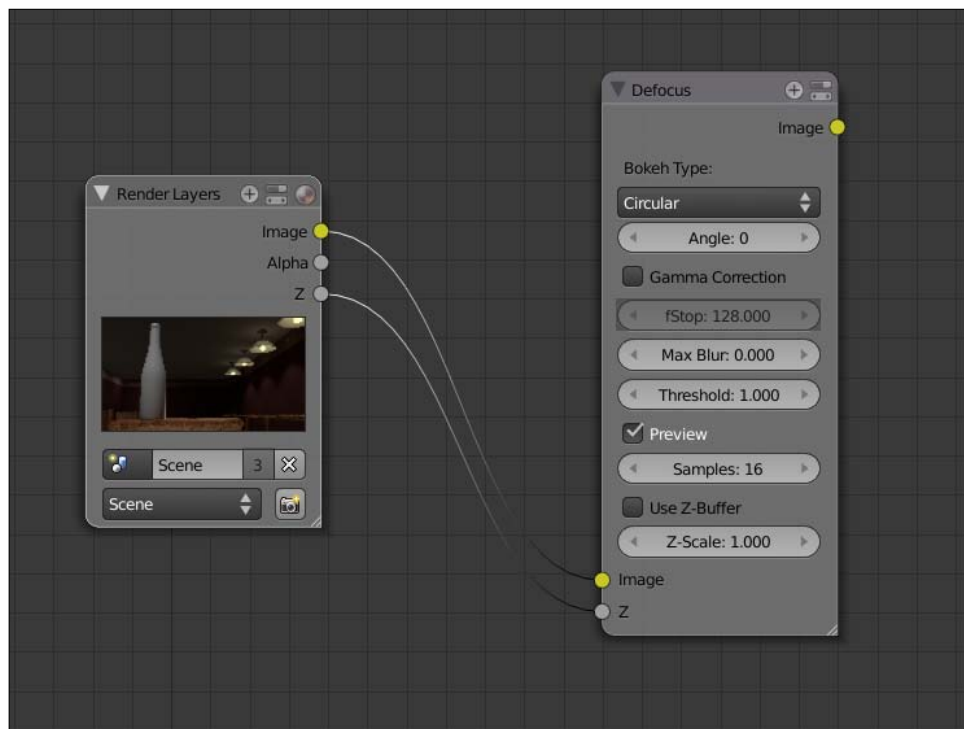 Render Layers
Image
Alpha
Z
Scene 3
Scene
Defocus
Image
Bokeh Type:
Circular
Angle: 0
Gamma Correction
fStop: 128.000
Max Blur: 0.000
Threshold: 1.000
Preview
Samples: 16
Use Z-Buffer
Z-Scale: 1.000
Image
Z